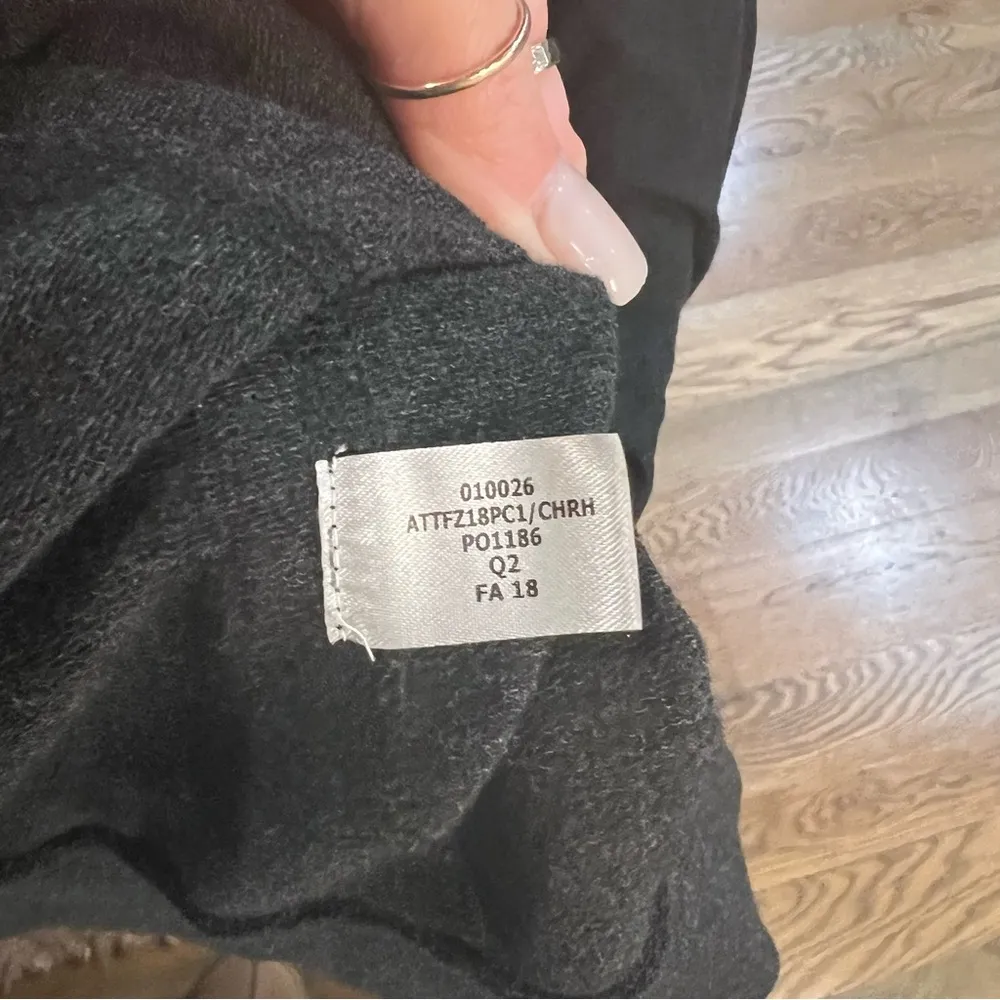 010026
ATTFZ18PC1/CHRH
PO1186
Q2
FA 18